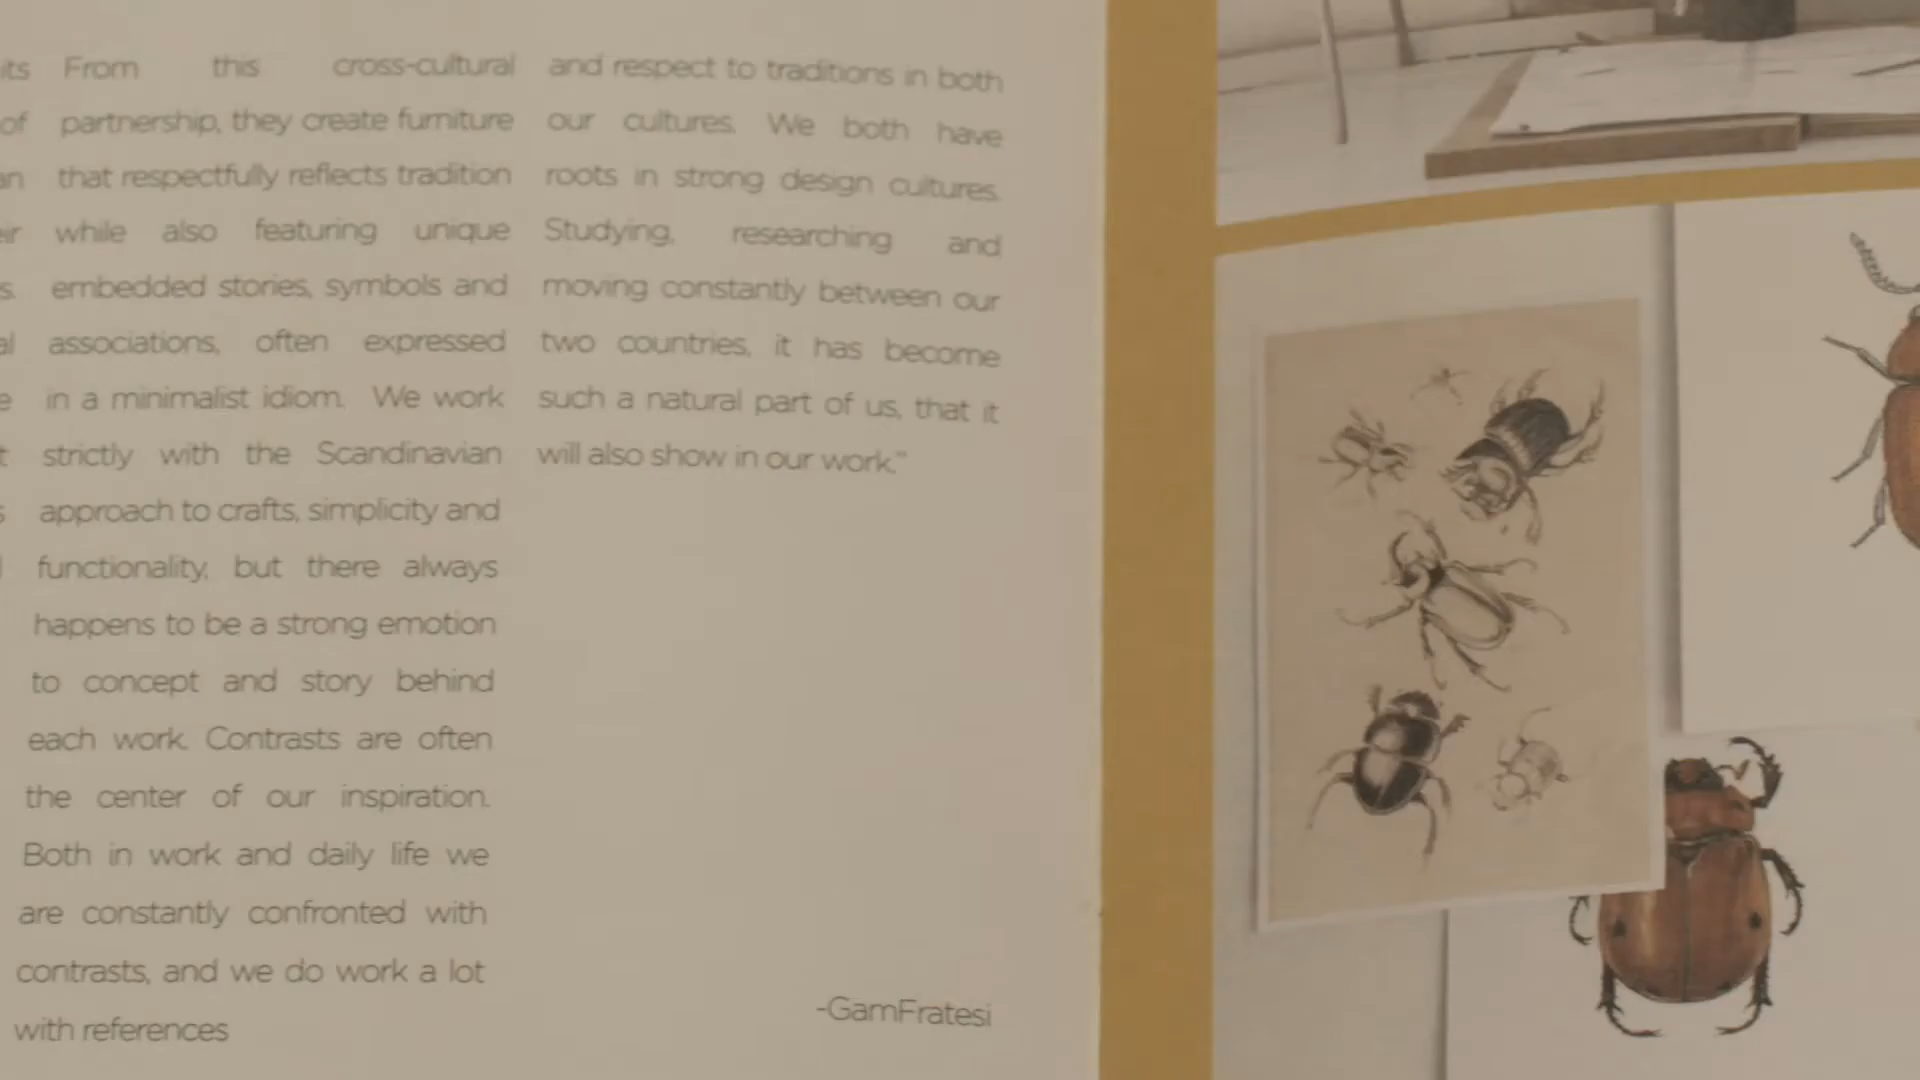 its
of
an
eir
s.
al
e
t
s
l
From this cross-cultural
partnership, they create furniture
that respectfully reflects tradition
while also featuring unique
embedded stories, symbols and
associations, often expressed
in a minimalist idiom. We work
strictly with the Scandinavian
approach to crafts, simplicity and
functionality, but there always
happens to be a strong emotion
to concept and story behind
each work. Contrasts are often
the center of our inspiration.
Both in work and daily life we
are constantly confronted with
contrasts, and we do work a lot
with references
and respect to traditions in both
our cultures. We both have
roots in strong design cultures.
Studying, researching and
moving constantly between our
two countries, it has become
such a natural part of us, that it
will also show in our work."
-GamFratesi